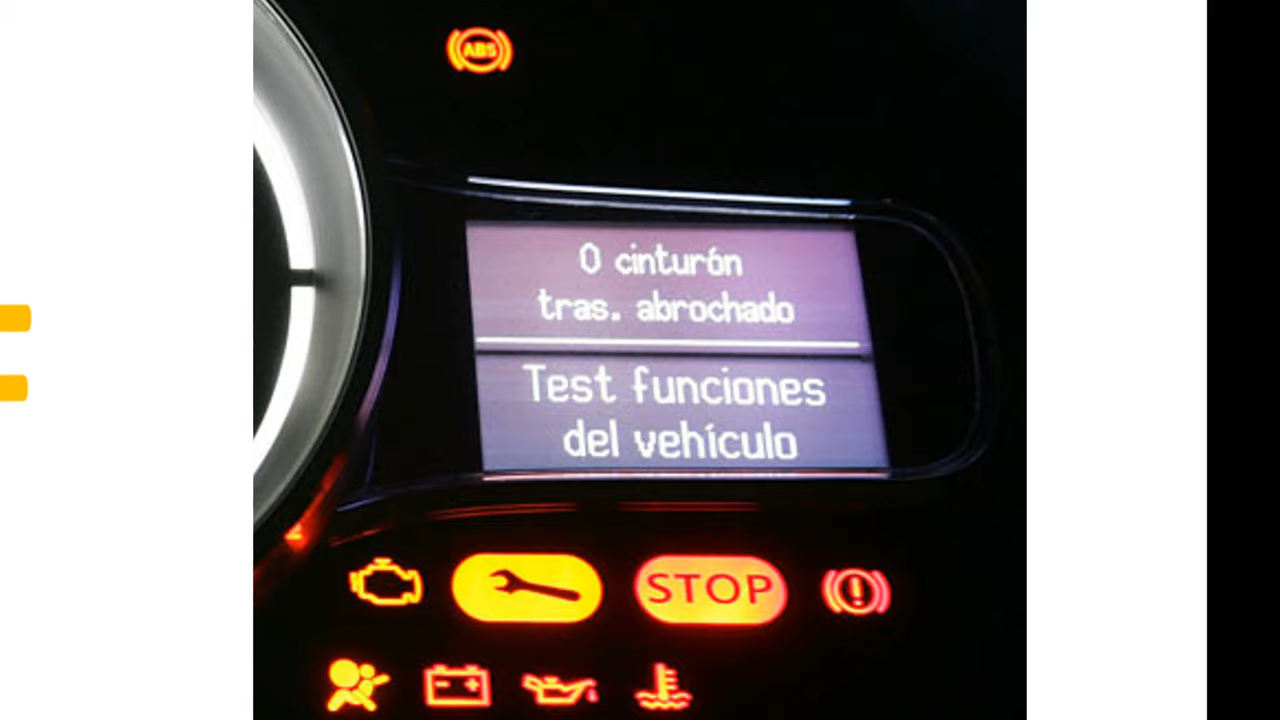 ABS
0 cinturón
tras. abrochado
Test funciones
del vehículo
STOP